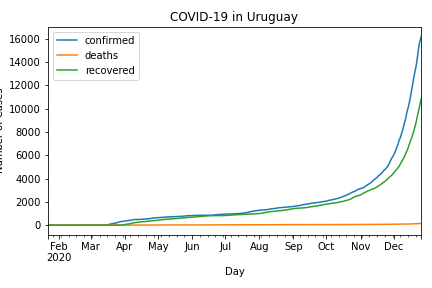 COVID-19 in Uruguay
confirmed
deaths
recovered
16000
14000
12000
10000
8000
6000
4000
2000
0
Feb Mar Apr May Jun Jul Aug Sep Oct Nov Dec
2020
Day